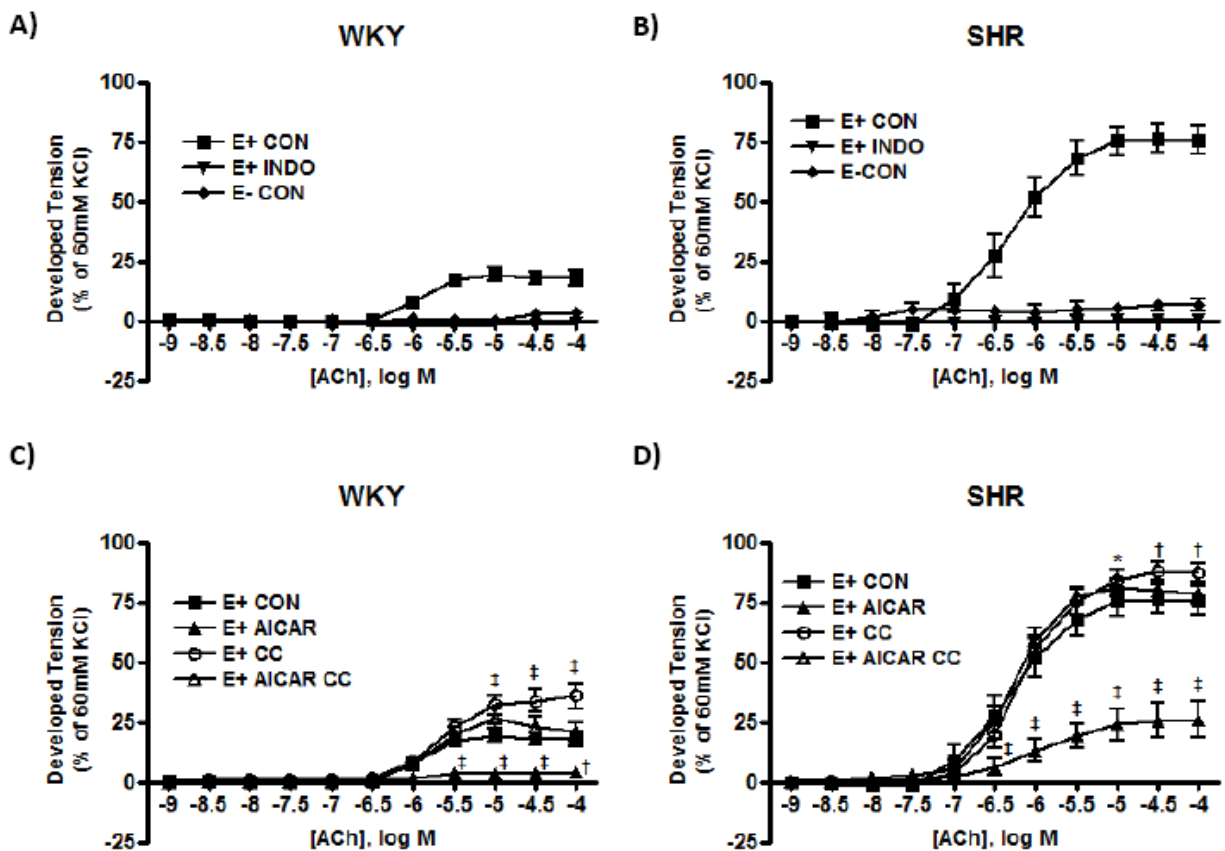 A)
WKY
100
75
50
25
0
-25
Developed Tension
(% of 60mM KCl)
E+ CON
E+ INDO
E- CON
-9 -8.5 -8 -7.5 -7 -6.5 -6 -5.5 -5 -4.5 -4
[ACh], log M
B)
SHR
100
75
50
25
0
-25
Developed Tension
(% of 60mM KCl)
E+ CON
E+ INDO
E-CON
-9 -8.5 -8 -7.5 -7 -6.5 -6 -5.5 -5 -4.5 -4
[ACh], log M
C)
WKY
100
75
50
25
0
-25
Developed Tension
(% of 60mM KCl)
E+ CON
E+ AICAR
E+ CC
E+ AICAR CC
‡ ‡ ‡
‡ ‡ ‡ †
-9 -8.5 -8 -7.5 -7 -6.5 -6 -5.5 -5 -4.5 -4
[ACh], log M
D)
SHR
100
75
50
25
0
-25
Developed Tension
(% of 60mM KCl)
E+ CON
E+ AICAR
E+ CC
E+ AICAR CC
* † †
‡ ‡ ‡ ‡ ‡ ‡
-9 -8.5 -8 -7.5 -7 -6.5 -6 -5.5 -5 -4.5 -4
[ACh], log M